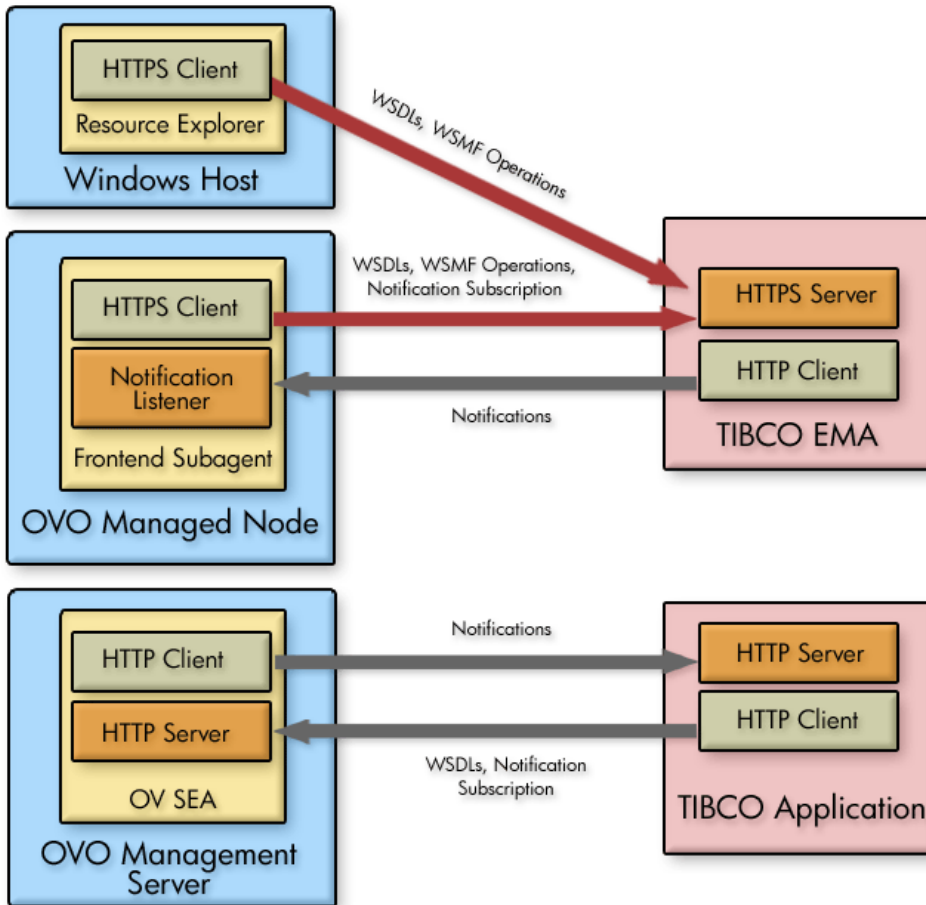 HTTPS Client
Resource Explorer
Windows Host
WSDLs, WSMF Operations
HTTPS Client
Notification
Listener
Frontend Subagent
OVO Managed Node
WSDLs, WSMF Operations,
Notification Subscription
Notifications
HTTPS Server
HTTP Client
TIBCO EMA
HTTP Client
HTTP Server
OV SEA
OVO Management
Server
Notifications
WSDLs, Notification
Subscription
HTTP Server
HTTP Client
TIBCO Application